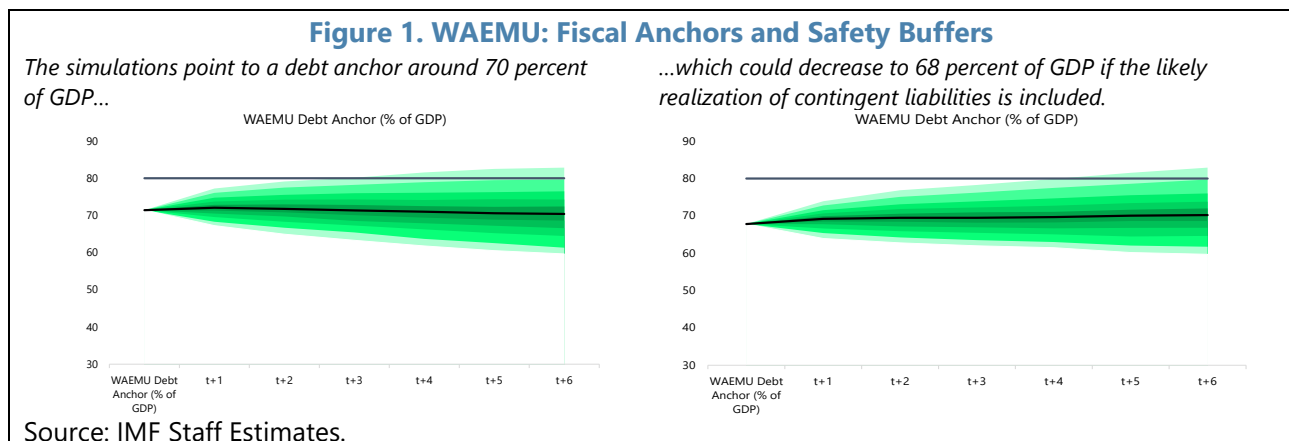 Figure 1. WAEMU: Fiscal Anchors and Safety Buffers
The simulations point to a debt anchor around 70 percent
of GDP...
WAEMU Debt Anchor (% of GDP)
90
80
70
60
50
40
30
WAEMU Debt
Anchor (% of
GDP)
t+1
t+2
t+3
t+4
t+5
t+6
...which could decrease to 68 percent of GDP if the likely
realization of contingent liabilities is included.
WAEMU Debt Anchor (% of GDP)
90
80
70
60
50
40
30
WAEMU Debt
Anchor (% of
GDP)
t+1
t+2
t+3
t+4
t+5
t+6
Source: IMF Staff Estimates.